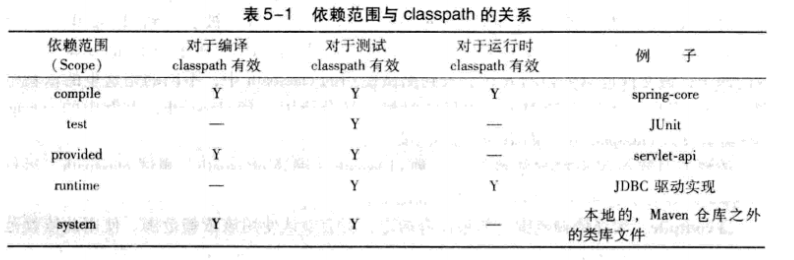 表5-1 依赖范围与 classpath 的关系
依赖范围 (Scope) 对于编译 classpath 有效 对于测试 classpath 有效 对于运行时 classpath 有效 例 子
compile Y Y Y spring-core
test — Y — JUnit
provided Y Y — servlet-api
runtime — Y Y JDBC 驱动实现
system Y Y — 本地的，Maven 仓库之外的类库文件